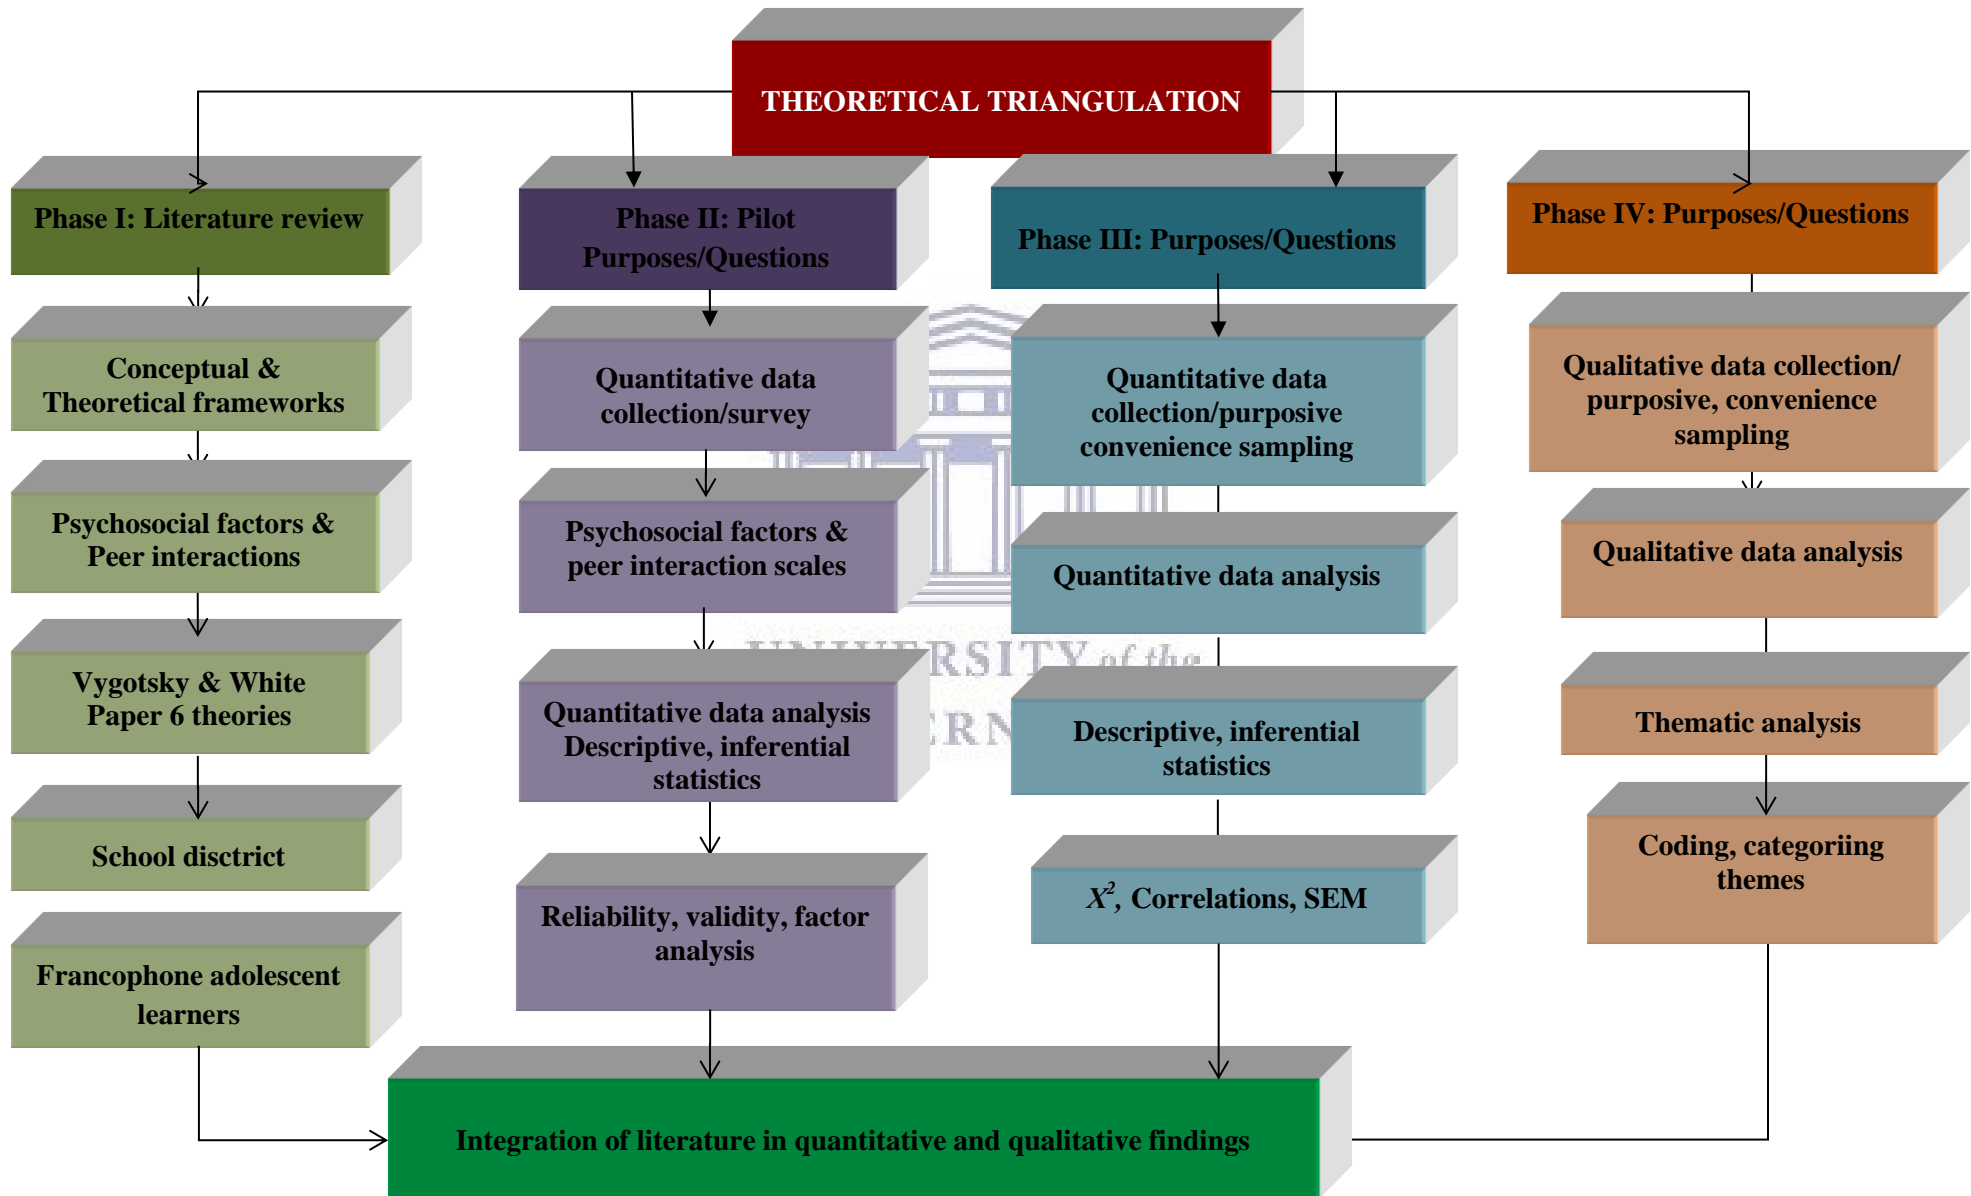 THEORETICAL TRIANGULATION
Phase I: Literature review
Conceptual &
Theoretical frameworks
Psychosocial factors &
Peer interactions
Vygotsky & White
Paper 6 theories
School disctrict
Francophone adolescent
learners
Phase II: Pilot
Purposes/Questions
Quantitative data
collection/survey
Psychosocial factors &
peer interaction scales
Quantitative data analysis
Descriptive, inferential
statistics
Reliability, validity, factor
analysis
Phase III: Purposes/Questions
Quantitative data
collection/purposive
convenience sampling
Quantitative data analysis
Descriptive, inferential
statistics
X², Correlations, SEM
Phase IV: Purposes/Questions
Qualitative data collection/
purposive, convenience
sampling
Qualitative data analysis
Thematic analysis
Coding, categoriing
themes
Integration of literature in quantitative and qualitative findings
UNIVERSITY of the